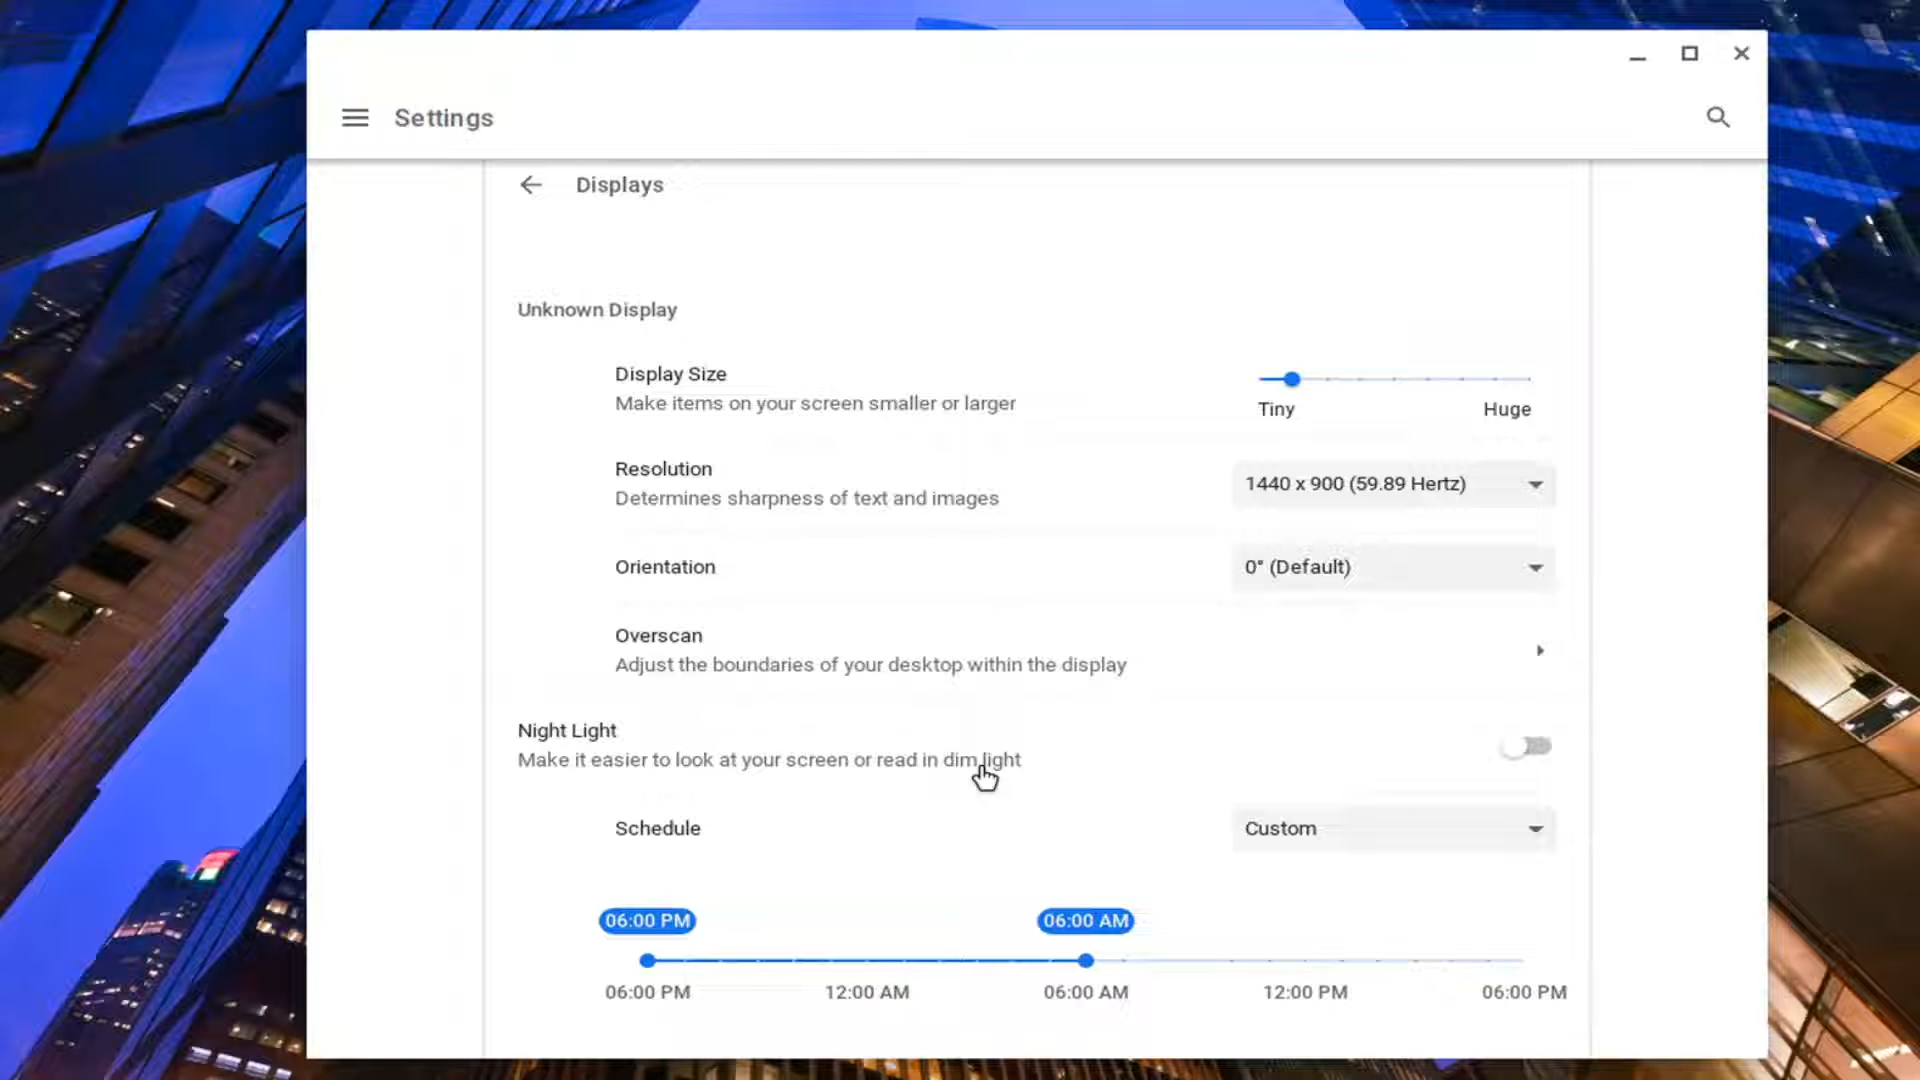 Settings
Displays
Unknown Display
Display Size
Make items on your screen smaller or larger
Tiny
Huge
Resolution
Determines sharpness of text and images
1440 x 900 (59.89 Hertz)
Orientation
0° (Default)
Overscan
Adjust the boundaries of your desktop within the display
Night Light
Make it easier to look at your screen or read in dim light
Schedule
Custom
06:00 PM
06:00 AM
06:00 PM
12:00 AM
06:00 AM
12:00 PM
06:00 PM